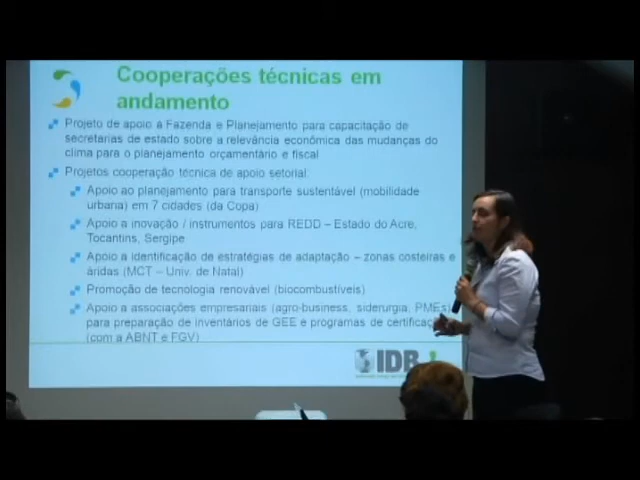 Cooperações técnicas em
andamento
Projeto de apoio à Fazenda e Planejamento para capacitação de
secretarias de estado sobre a relevância econômica das mudanças do
clima para o planejamento orçamentário e fiscal
Projetos cooperação técnica de apoio setorial:
Apoio ao planejamento para transporte sustentável (mobilidade
urbana) em 7 cidades (da Copa)
Apoio a inovação / instrumentos para REDD – Estado do Acre,
Tocantins, Sergipe
Apoio a identificação de estratégias de adaptação – zonas costeiras e
áridas (MCT – Univ. de Natal)
Promoção de tecnologia renovável (biocombustíveis)
Apoio a associações empresariais (agro-business, siderurgia, PMEs)
para preparação de inventários de GEE e programas de
(com a ABNT e FGV)
IDB